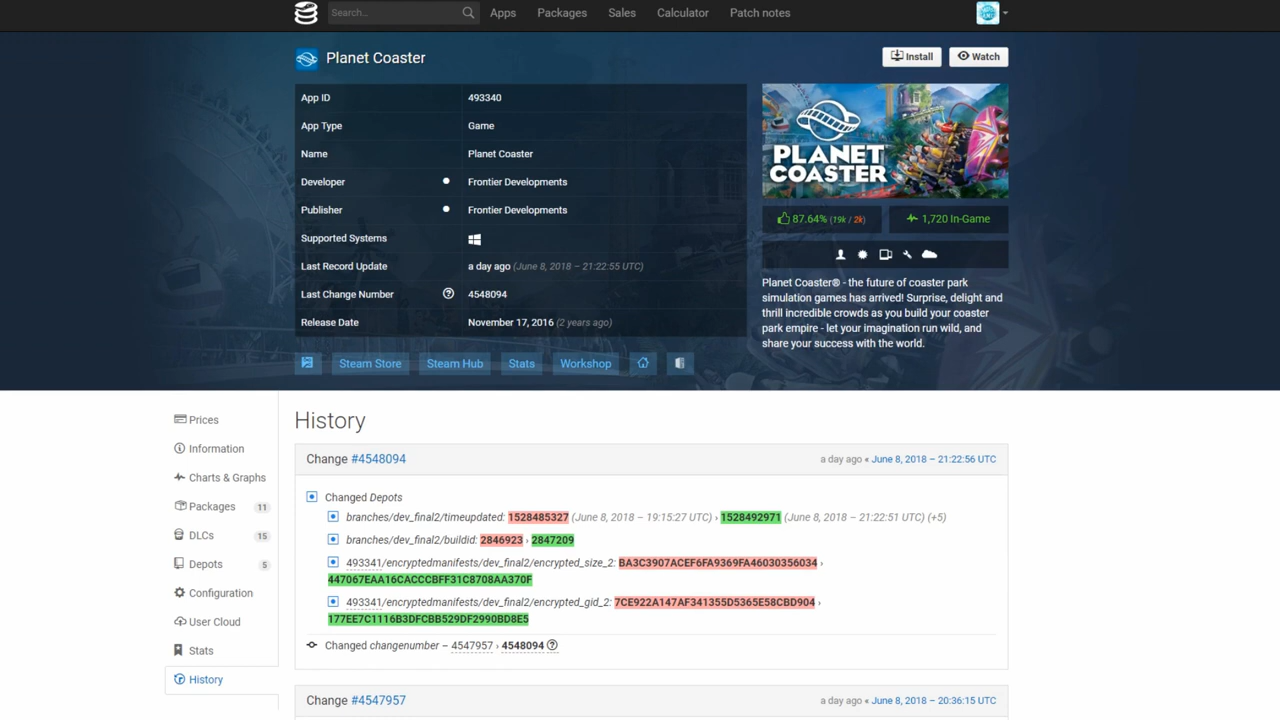 Search...
Apps
Packages
Sales
Calculator
Patch notes
Planet Coaster
Install
Watch
App ID 493340
App Type Game
Name Planet Coaster
Developer Frontier Developments
Publisher Frontier Developments
Supported Systems
Last Record Update a day ago (June 8, 2018 – 21:22:55 UTC)
Last Change Number 4548094
Release Date November 17, 2016 (2 years ago)
Steam Store
Steam Hub
Stats
Workshop
PLANET
COASTER
87.64% (19k / 2k)
1,720 In-Game
Planet Coaster® - the future of coaster park
simulation games has arrived! Surprise, delight and
thrill incredible crowds as you build your coaster
park empire - let your imagination run wild, and
share your success with the world.
Prices
Information
Charts & Graphs
Packages 11
DLCs 15
Depots 5
Configuration
User Cloud
Stats
History
History
Change #4548094 a day ago « June 8, 2018 – 21:22:56 UTC
Changed Depots
branches/dev_final2/timeupdated: 1528485327 (June 8, 2018 – 19:15:27 UTC) › 1528492971 (June 8, 2018 – 21:22:51 UTC) (+5)
branches/dev_final2/buildid: 2846923 › 2847209
493341/encryptedmanifests/dev_final2/encrypted_size_2: BA3C3907ACEF6FA9369FA46030356034 ›
447067EAA16CACCCBFF31C8708AA370F
493341/encryptedmanifests/dev_final2/encrypted_gid_2: 7CE922A147AF341355D5365E58CBD904 ›
177EE7C1116B3DFCBB529DF2990BD8E5
Changed changenumber – 4547957 › 4548094
Change #4547957 a day ago « June 8, 2018 – 20:36:15 UTC